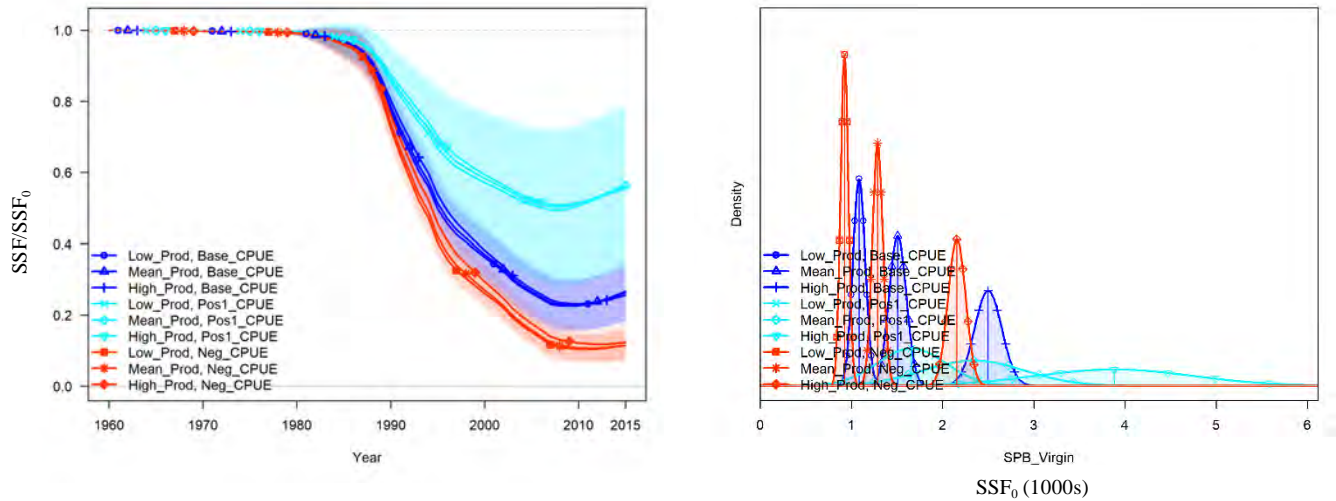 SSF/SSF₀
1.0
0.8
0.6
0.4
0.2
0.0
Low_Prod, Base_CPUE
Mean_Prod, Base_CPUE
High_Prod, Base_CPUE
Low_Prod, Pos1_CPUE
Mean_Prod, Pos1_CPUE
High_Prod, Pos1_CPUE
Low_Prod, Neg_CPUE
Mean_Prod, Neg_CPUE
High_Prod, Neg_CPUE
1960 1970 1980 1990 2000 2010 2015
Year
Density
Low_Prod, Base_CPUE
Mean_Prod, Base_CPUE
High_Prod, Base_CPUE
Low_Prod, Pos1_CPUE
Mean_Prod, Pos1_CPUE
High_Prod, Pos1_CPUE
Low_Prod, Neg_CPUE
Mean_Prod, Neg_CPUE
High_Prod, Neg_CPUE
0 1 2 3 4 5 6
SPB_Virgin
SSF₀ (1000s)